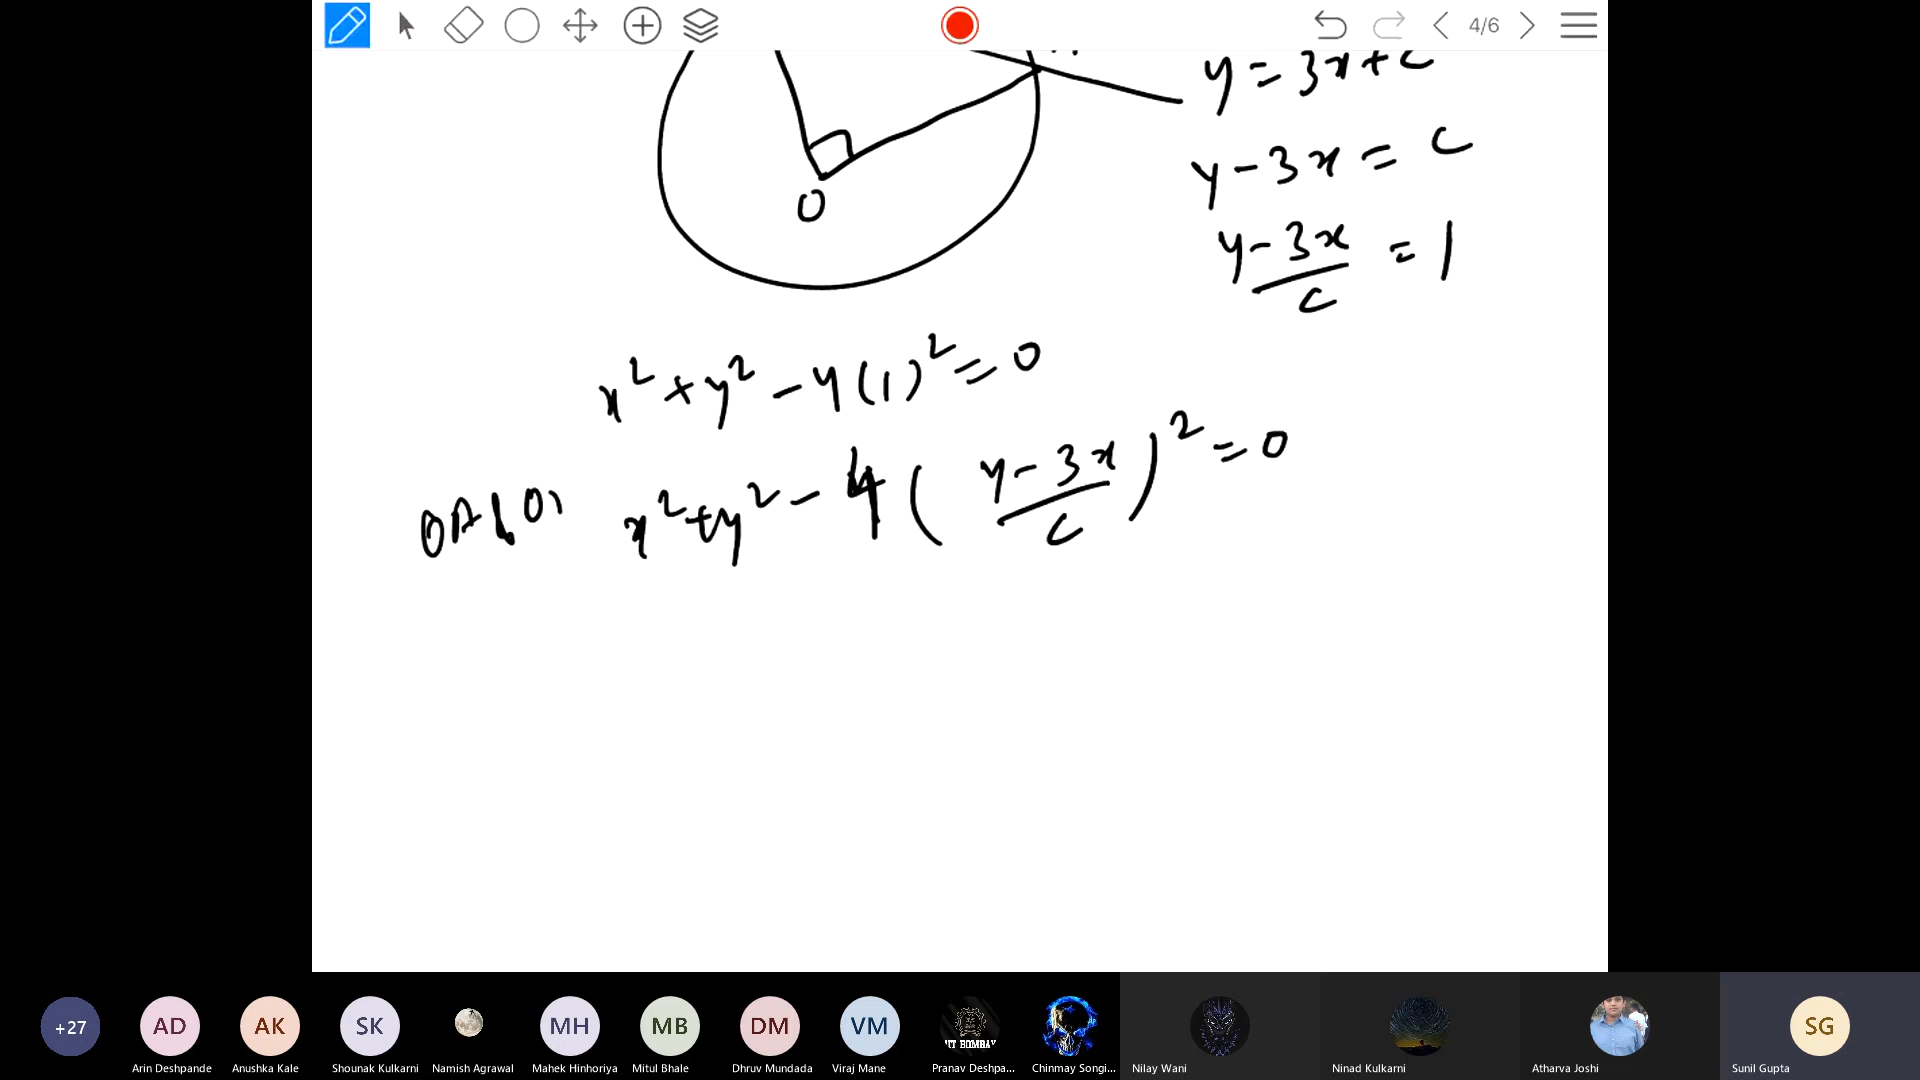 4/6
y = 3x + c
y - 3x = c
y - 3x / c = 1
O
x² + y² - 4(1)² = 0
x² + y² - 4 ( y - 3x / c )² = 0
+27
AD
AK
SK
MH
MB
DM
VM
SG
Arin Deshpande
Anushka Kale
Shounak Kulkarni
Namish Agrawal
Mahek Hinhoriya
Mitul Bhale
Dhruv Mundada
Viraj Mane
Pranav Deshpa...
Chinmay Songi...
Nilay Wani
Ninad Kulkarni
Atharva Joshi
Sunil Gupta